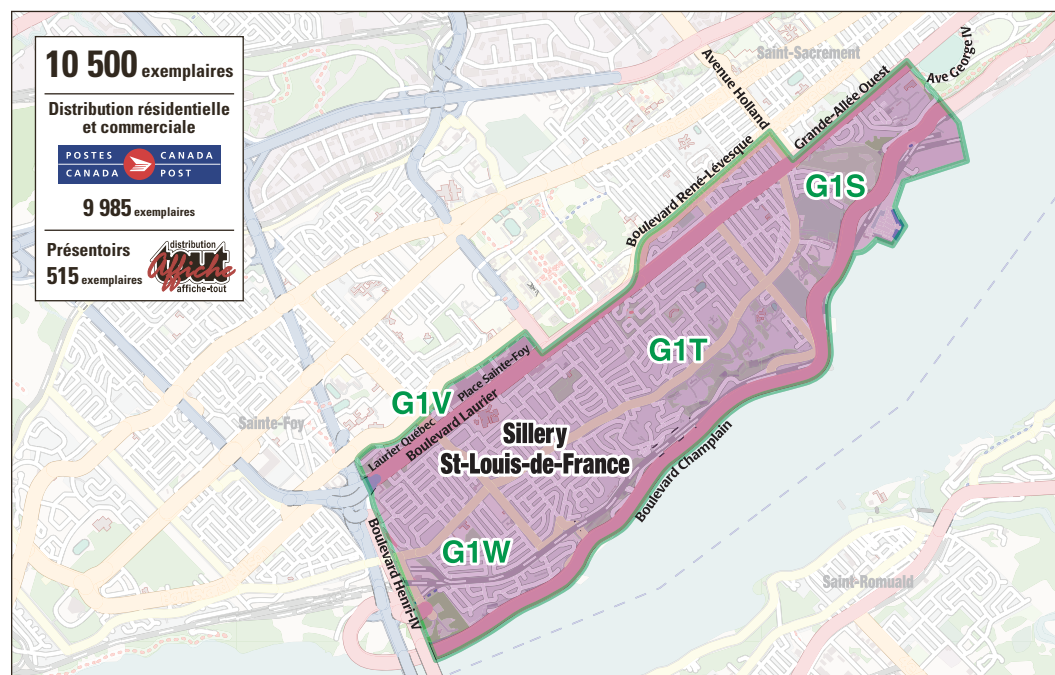 10 500 exemplaires
Distribution résidentielle
et commerciale
POSTES CANADA
CANADA POST
9 985 exemplaires
Présentoirs
515 exemplaires
distribution
tout
Affiche
affiche-tout
Saint-Sacrement
Avenue Holland
Ave George IV
Grande-Allée Ouest
Boulevard René-Lévesque
G1S
G1T
G1V
Place Sainte-Foy
Laurier Québec
Boulevard Laurier
Sainte-Foy
Sillery
St-Louis-de-France
Boulevard Champlain
G1W
Boulevard Henri-IV
Saint-Romuald